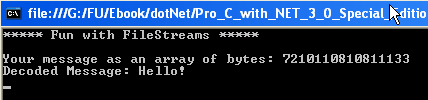 file:///G:/FU/Ebook/dotNet/Pro_C_with_NET_3_0_Special_Editio
***** Fun with FileStreams *****
Your message as an array of bytes: 7210110810811133
Decoded Message: Hello!